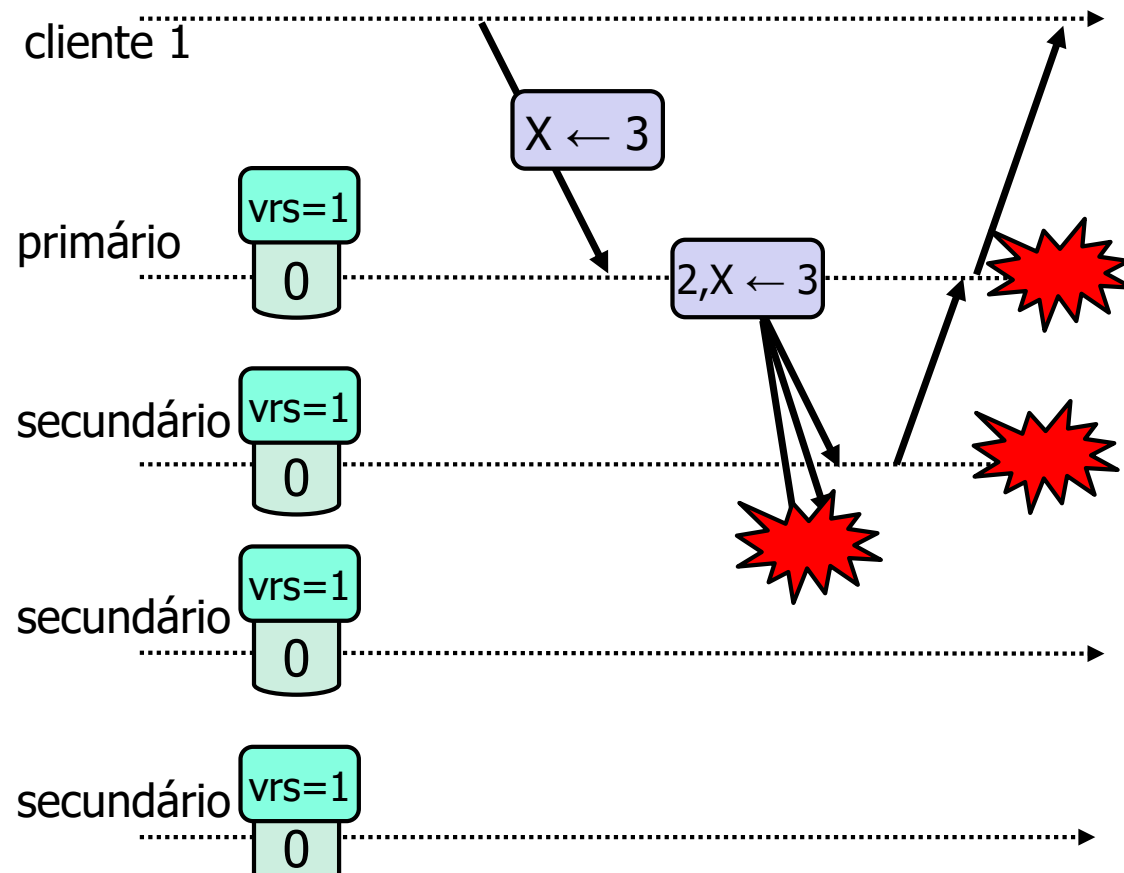 cliente 1
X ← 3
primário
vrs=1
0
2,X ← 3
secundário
vrs=1
0
secundário
vrs=1
0
secundário
vrs=1
0